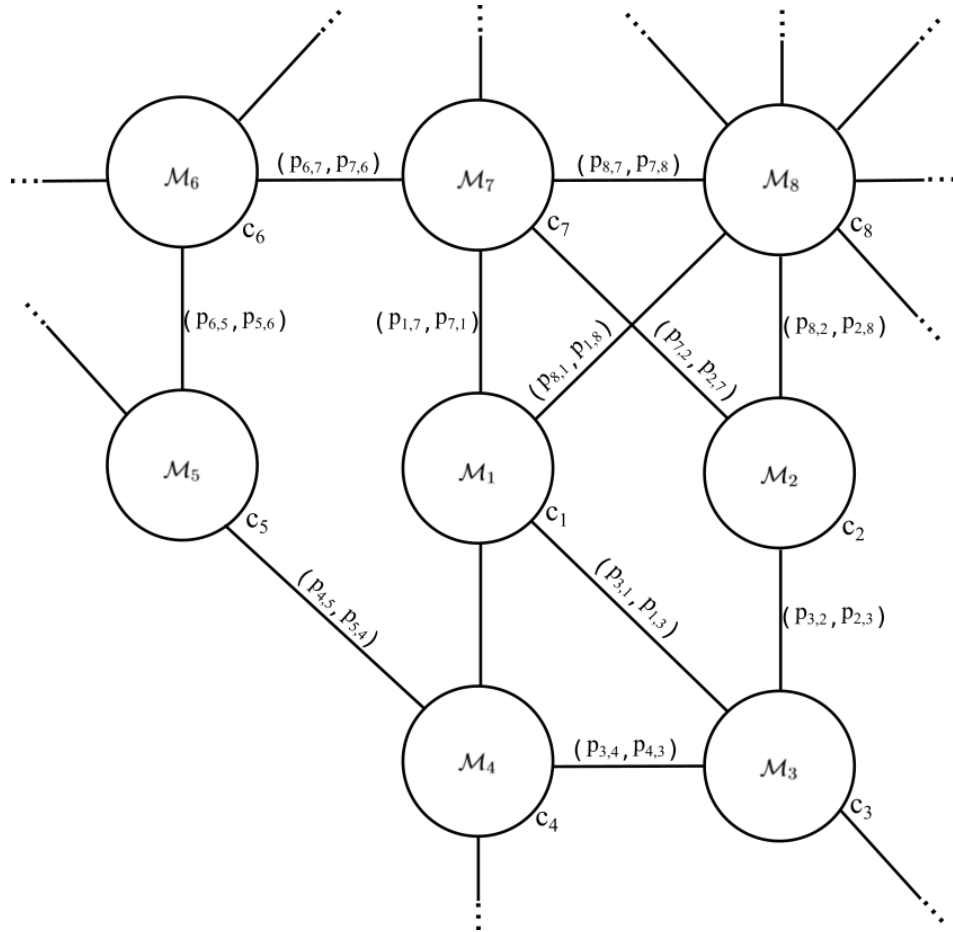 (p₆,₇, p₇,₆)
(p₈,₇, p₇,₈)
ℳ₆
ℳ₇
ℳ₈
c₆
c₇
c₈
(p₆,₅, p₅,₆)
(p₁,₇, p₇,₁)
(p₈,₁, p₁,₈)
(p₇,₂, p₂,₇)
(p₈,₂, p₂,₈)
ℳ₅
ℳ₁
ℳ₂
c₅
c₁
c₂
(p₄,₅, p₅,₄)
(p₃,₁, p₁,₃)
(p₃,₂, p₂,₃)
(p₃,₄, p₄,₃)
ℳ₄
ℳ₃
c₄
c₃